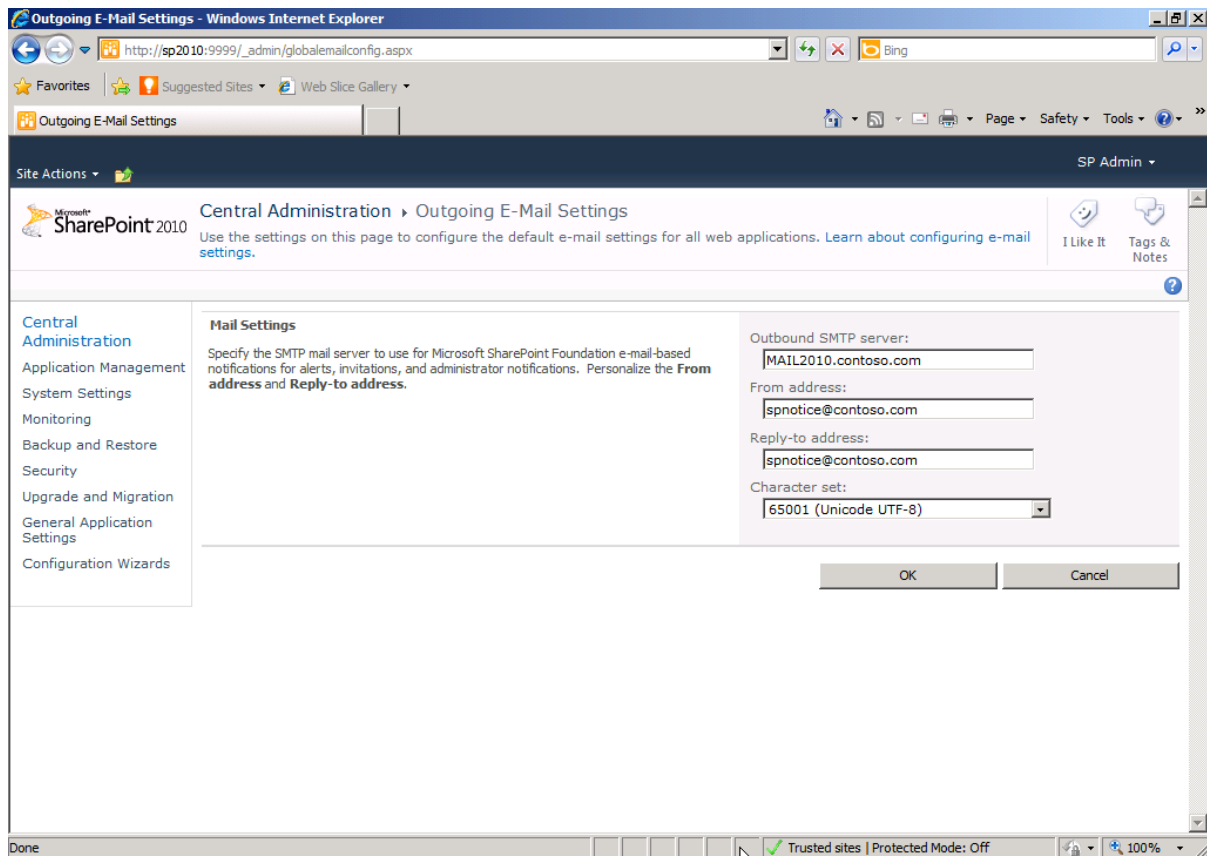 Outgoing E-Mail Settings - Windows Internet Explorer
http://sp2010:9999/_admin/globalemailconfig.aspx
Bing
Favorites
Suggested Sites
Web Slice Gallery
Outgoing E-Mail Settings
Page
Safety
Tools
»
SP Admin
Site Actions
Microsoft
SharePoint 2010
Central Administration
Outgoing E-Mail Settings
Use the settings on this page to configure the default e-mail settings for all web applications. Learn about configuring e-mail
settings.
I Like It
Tags &
Notes
Central
Administration
Application Management
System Settings
Monitoring
Backup and Restore
Security
Upgrade and Migration
General Application
Settings
Configuration Wizards
Mail Settings
Specify the SMTP mail server to use for Microsoft SharePoint Foundation e-mail-based
notifications for alerts, invitations, and administrator notifications. Personalize the From
address and Reply-to address.
Outbound SMTP server:
MAIL2010.contoso.com
From address:
spnotice@contoso.com
Reply-to address:
spnotice@contoso.com
Character set:
65001 (Unicode UTF-8)
OK
Cancel
Done
Trusted sites | Protected Mode: Off
100%